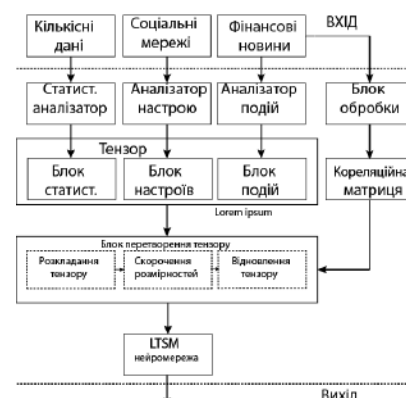 Кількісні
дані
Соціальні
мережі
Фінансові
новини
ВХІД
Статист.
аналізатор
Аналізатор
настрою
Аналізатор
подій
Блок
обробки
Тензор
Блок
статист.
Блок
настроїв
Блок
подій
Кореляційна
матриця
Lorem ipsum
Блок перетворення тензору
Розкладання
тензору
Скорочення
розмірностей
Відновлення
тензору
LTSM
нейромережа
Вихід